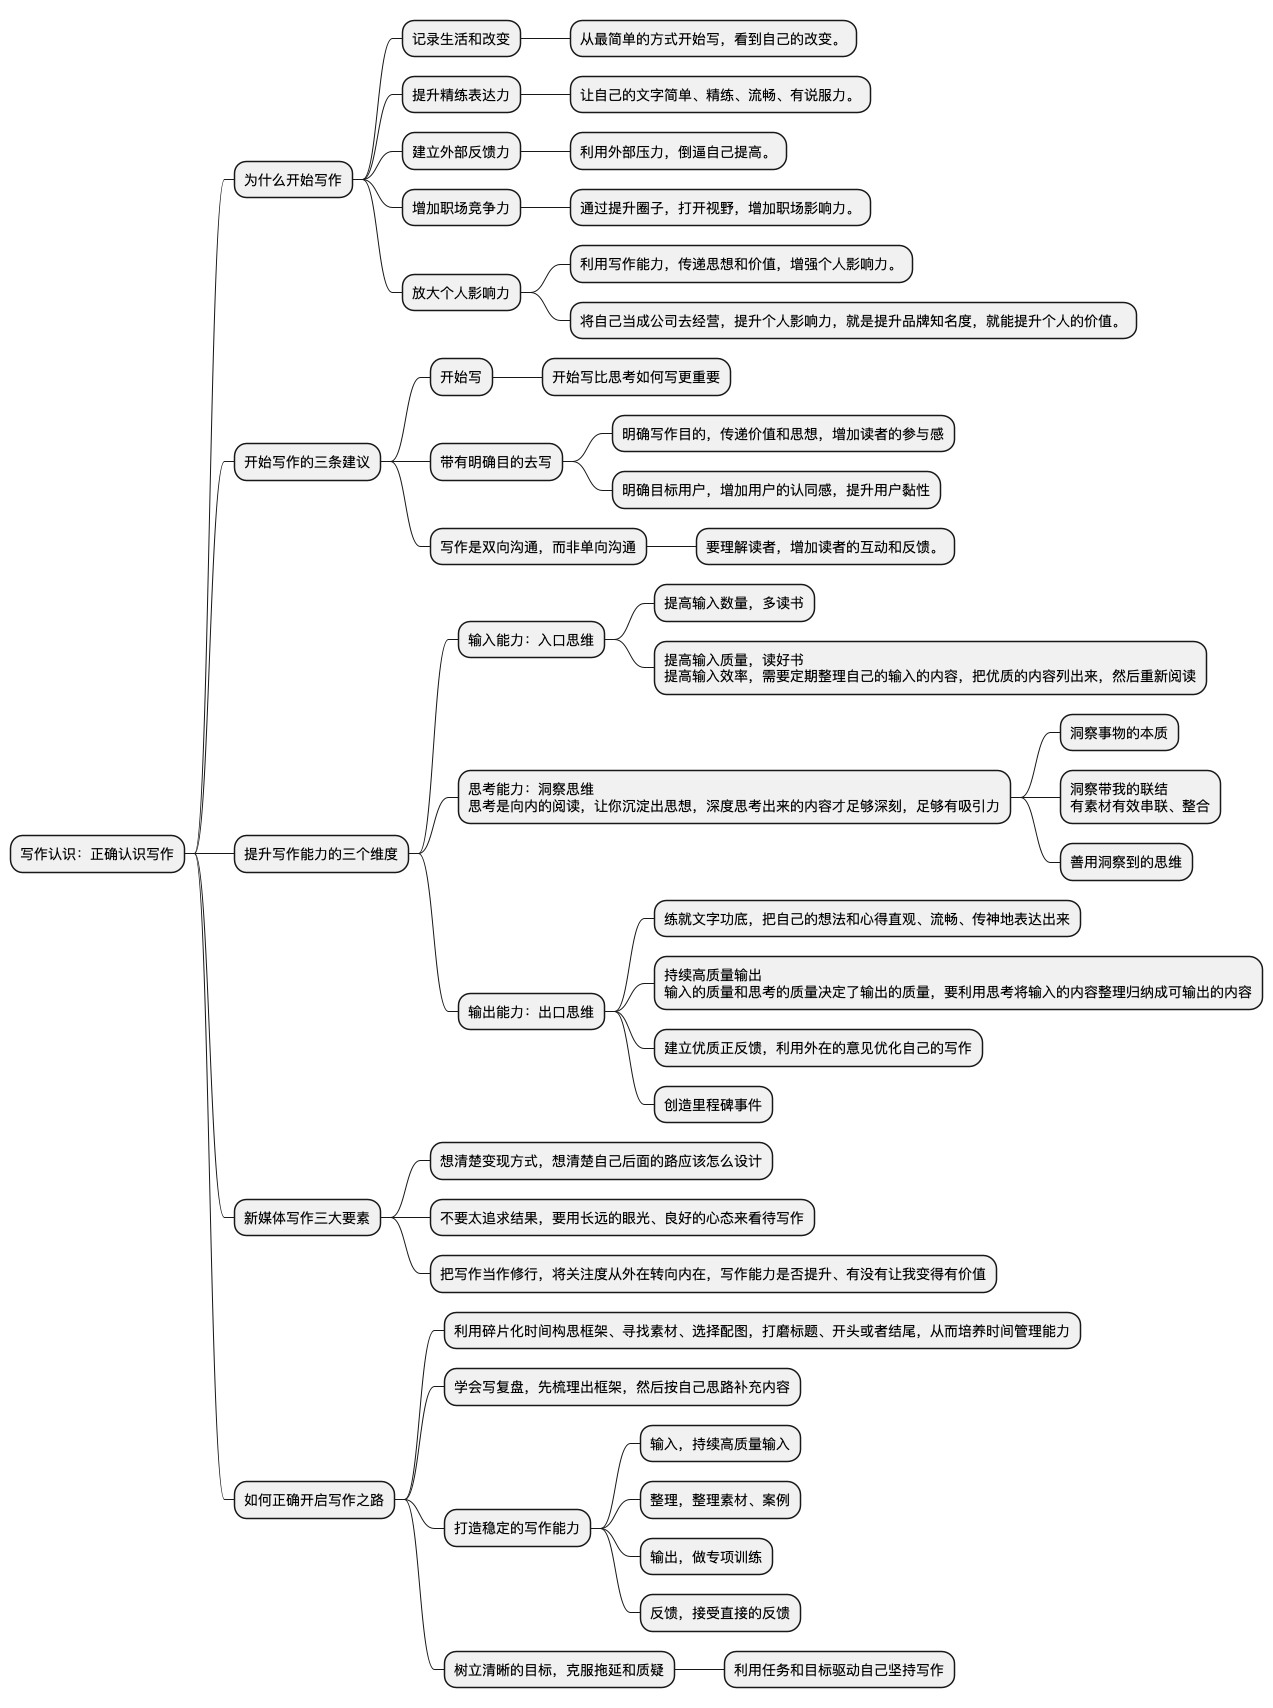 写作认识：正确认识写作
为什么开始写作
记录生活和改变
从最简单的方式开始写，看到自己的改变。
提升精练表达力
让自己的文字简单、精练、流畅、有说服力。
建立外部反馈力
利用外部压力，倒逼自己提高。
增加职场竞争力
通过提升圈子，打开视野，增加职场影响力。
放大个人影响力
利用写作能力，传递思想和价值，增强个人影响力。
将自己当成公司去经营，提升个人影响力，就是提升品牌知名度，就能提升个人的价值。
开始写作的三条建议
开始写
开始写比思考如何写更重要
带有明确目的去写
明确写作目的，传递价值和思想，增加读者的参与感
明确目标用户，增加用户的认同感，提升用户黏性
写作是双向沟通，而非单向沟通
要理解读者，增加读者的互动和反馈。
提升写作能力的三个维度
输入能力：入口思维
提高输入数量，多读书
提高输入质量，读好书
提高输入效率，需要定期整理自己的输入的内容，把优质的内容列出来，然后重新阅读
思考能力：洞察思维
思考是向内的阅读，让你沉淀出思想，深度思考出来的内容才足够深刻，足够有吸引力
洞察事物的本质
洞察带我的联结
有素材有效串联、整合
善用洞察到的思维
输出能力：出口思维
练就文字功底，把自己的想法和心得直观、流畅、传神地表达出来
持续高质量输出
输入的质量和思考的质量决定了输出的质量，要利用思考将输入的内容整理归纳成可输出的内容
建立优质正反馈，利用外在的意见优化自己的写作
创造里程碑事件
新媒体写作三大要素
想清楚变现方式，想清楚自己后面的路应该怎么设计
不要太追求结果，要用长远的眼光、良好的心态来看待写作
把写作当作修行，将关注度从外在转向内在，写作能力是否提升、有没有让我变得有价值
如何正确开启写作之路
利用碎片化时间构思框架、寻找素材、选择配图，打磨标题、开头或者结尾，从而培养时间管理能力
学会写复盘，先梳理出框架，然后按自己思路补充内容
打造稳定的写作能力
输入，持续高质量输入
整理，整理素材、案例
输出，做专项训练
反馈，接受直接的反馈
树立清晰的目标，克服拖延和质疑
利用任务和目标驱动自己坚持写作